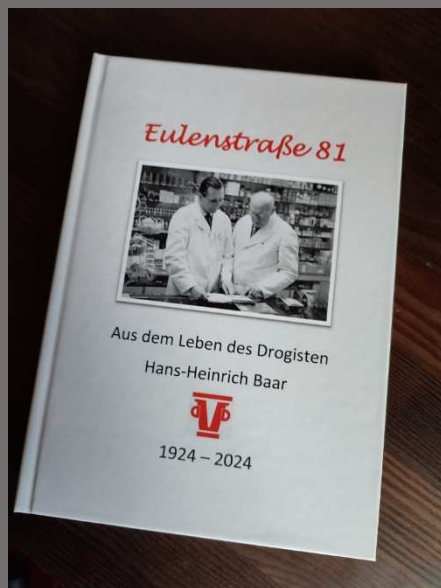 Eulenstraße 81
Aus dem Leben des Drogisten
Hans-Heinrich Baar
1924 – 2024